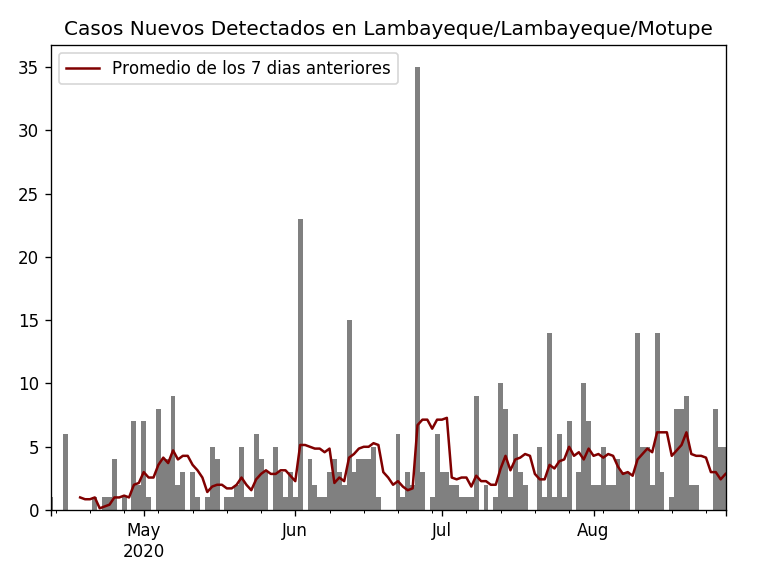 Casos Nuevos Detectados en Lambayeque/Lambayeque/Motupe
Promedio de los 7 dias anteriores
35
30
25
20
15
10
5
0
May
2020
Jun
Jul
Aug